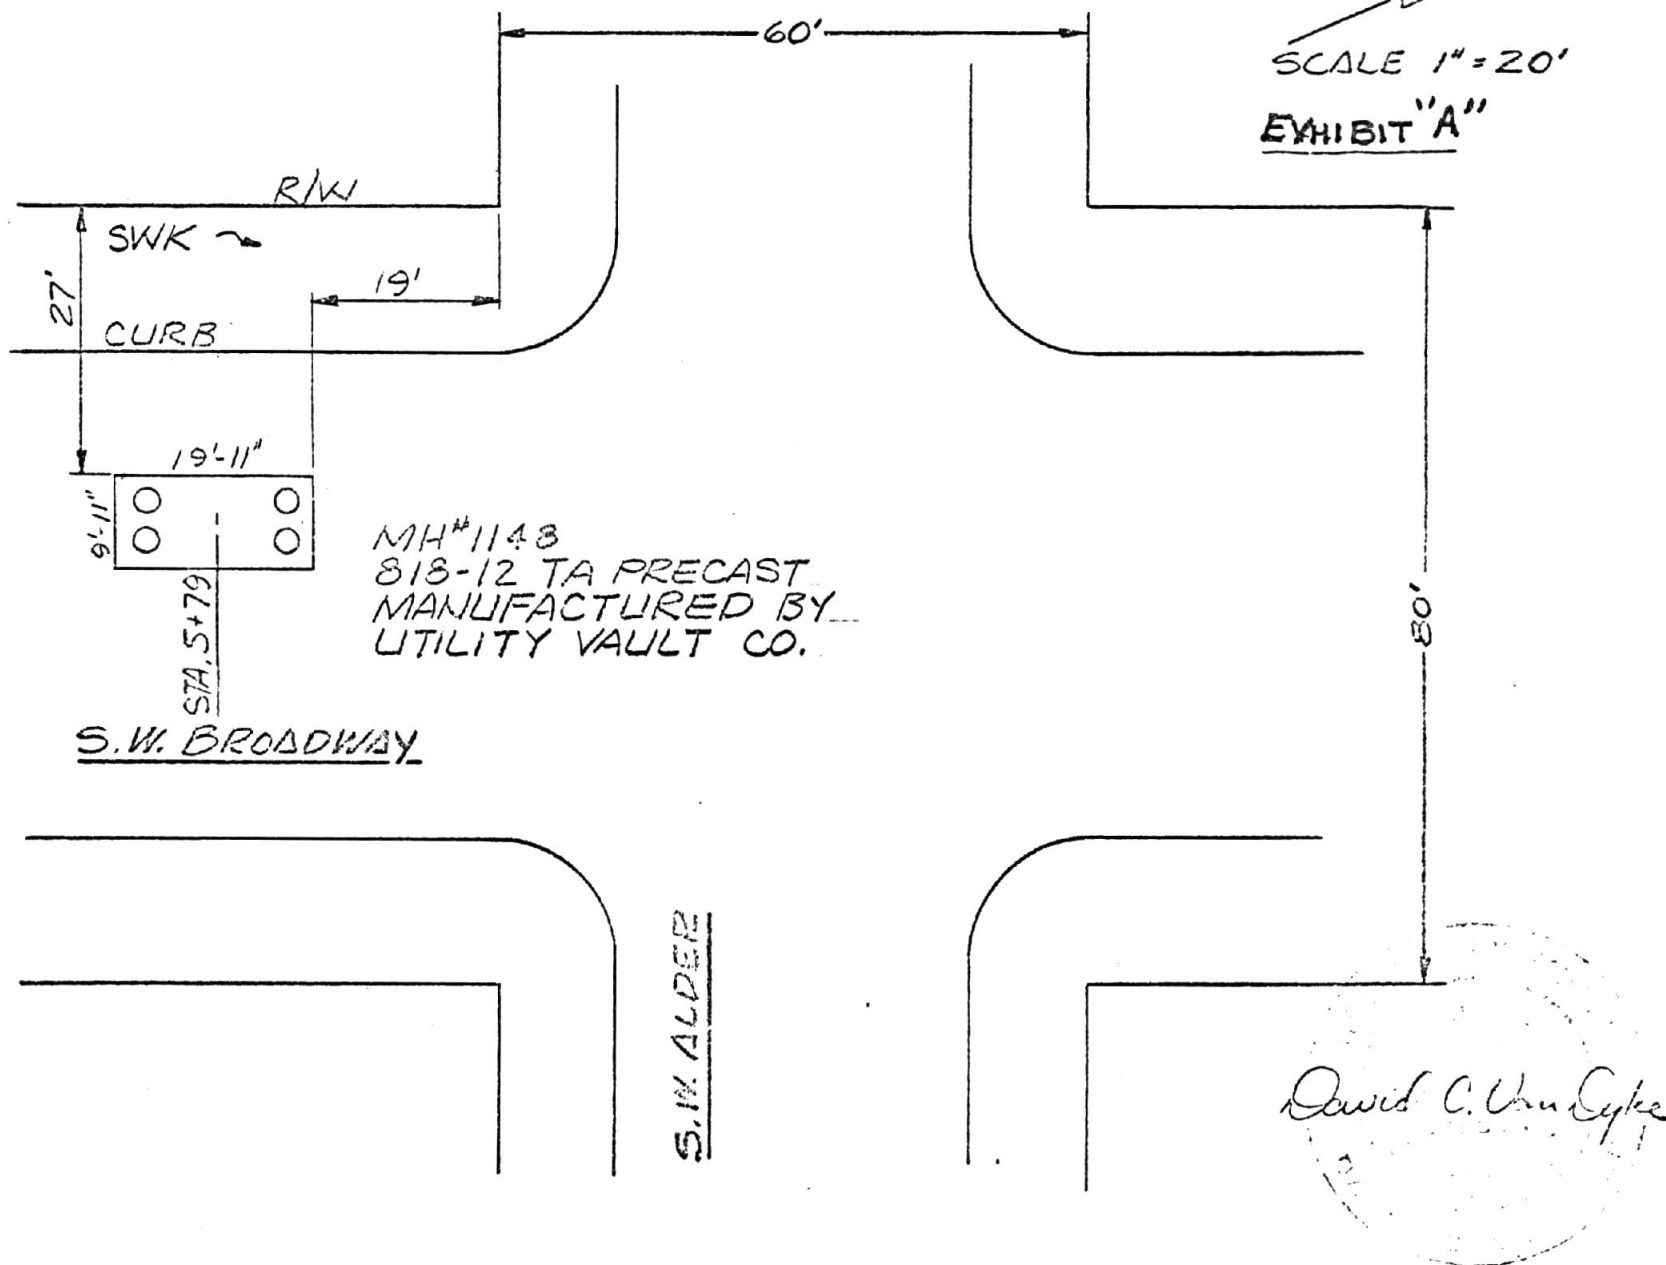 60'
SCALE 1"=20'
EXHIBIT "A"
R/W
SWK
27'
19'
CURB
19'-11"
9'-11"
MH#1148
818-12 TA PRECAST
MANUFACTURED BY
UTILITY VAULT CO.
STA. 5+79
80'
S.W. BROADWAY
S.W. ALDER
David C. Van Dyke